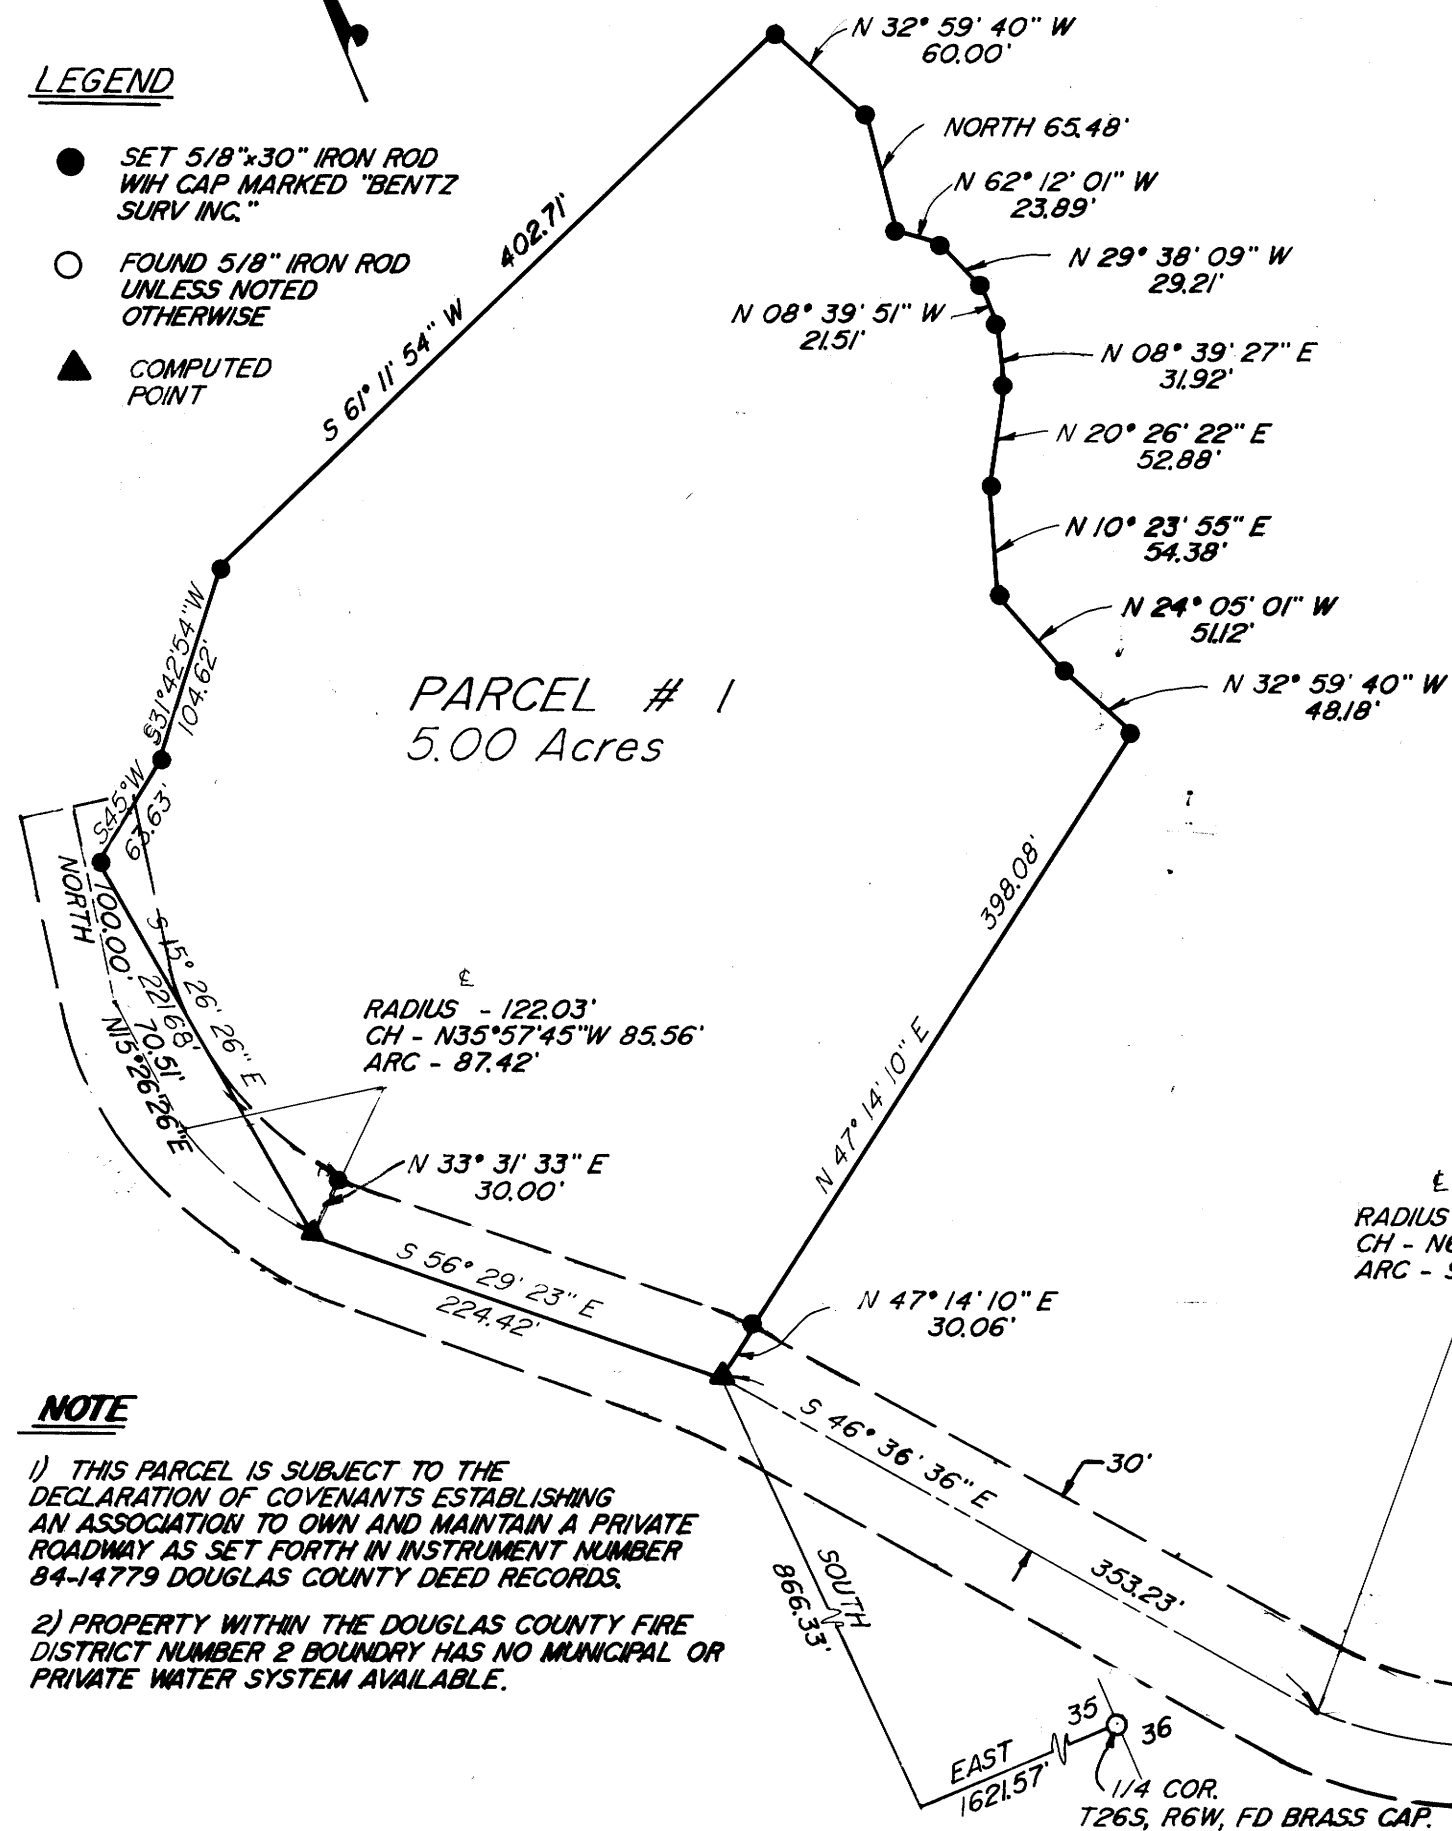 LEGEND
SET 5/8"x30" IRON ROD
WIH CAP MARKED "BENTZ
SURV INC."
FOUND 5/8" IRON ROD
UNLESS NOTED
OTHERWISE
COMPUTED
POINT
N 32° 59' 40" W
60.00'
NORTH 65.48'
N 62° 12' 01" W
23.89'
N 29° 38' 09" W
29.21'
N 08° 39' 51" W
21.51'
N 08° 39' 27" E
31.92'
N 20° 26' 22" E
52.88'
N 10° 23' 55" E
54.38'
N 24° 05' 01" W
51.12'
N 32° 59' 40" W
48.18'
402.71'
S 61° 11' 54" W
S31°42'54"W
104.62'
S45°W
63.63'
PARCEL # 1
5.00 Acres
398.08'
N 47° 14' 10" E
NORTH
100.00'
S 15° 26' 26" E
221.68'
70.51'
N15°26'26"E
℄
RADIUS - 122.03'
CH - N35°57'45"W 85.56'
ARC - 87.42'
N 33° 31' 33" E
30.00'
S 56° 29' 23" E
224.42'
N 47° 14' 10" E
30.06'
℄
RADIUS
CH - N6
ARC -
S 46° 36' 36" E
353.23'
30'
SOUTH
866.33'
EAST
1621.57'
35
36
1/4 COR.
T26S, R6W, FD BRASS CAP.
NOTE
1) THIS PARCEL IS SUBJECT TO THE
DECLARATION OF COVENANTS ESTABLISHING
AN ASSOCIATION TO OWN AND MAINTAIN A PRIVATE
ROADWAY AS SET FORTH IN INSTRUMENT NUMBER
84-14779 DOUGLAS COUNTY DEED RECORDS.
2) PROPERTY WITHIN THE DOUGLAS COUNTY FIRE
DISTRICT NUMBER 2 BOUNDRY HAS NO MUNICIPAL OR
PRIVATE WATER SYSTEM AVAILABLE.